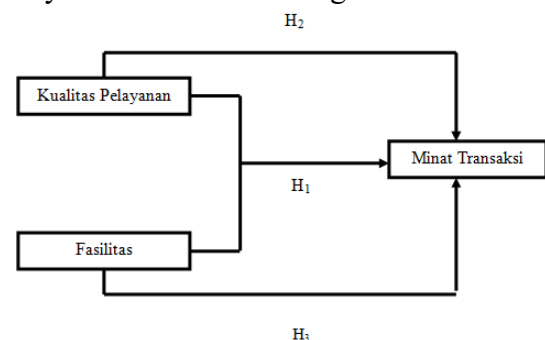 H2
Kualitas Pelayanan
Minat Transaksi
H1
Fasilitas
H3